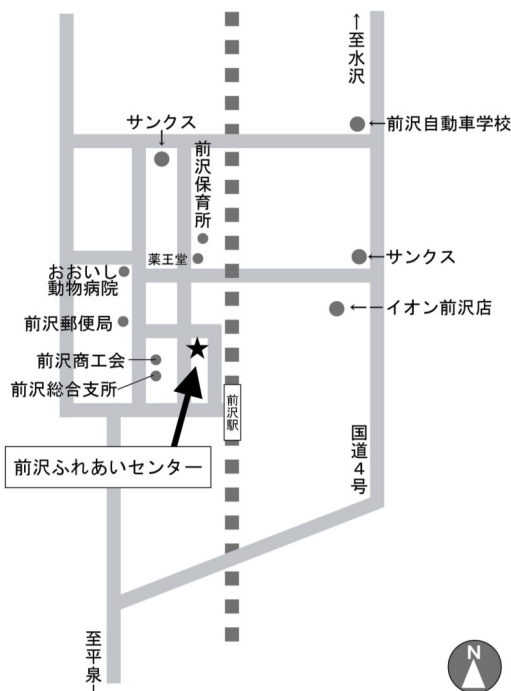 ↑至水沢
サンクス
↓
←前沢自動車学校
前沢保育所
薬王堂
←サンクス
おおいし
動物病院
←イオン前沢店
前沢郵便局
前沢商工会
前沢総合支所
★
前沢駅
国道4号
前沢ふれあいセンター
至平泉↓
N